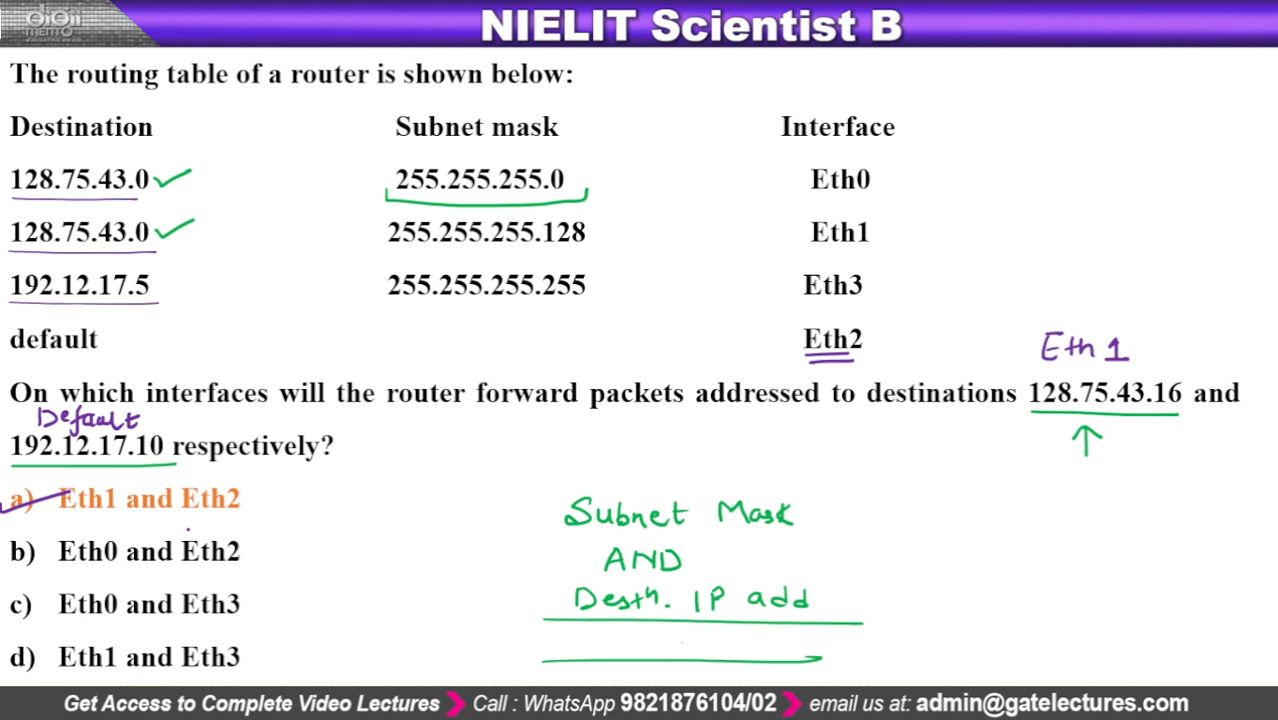 digii
MENTO
NIELIT Scientist B
The routing table of a router is shown below:
Destination Subnet mask Interface
128.75.43.0 255.255.255.0 Eth0
128.75.43.0 255.255.255.128 Eth1
192.12.17.5 255.255.255.255 Eth3
default Eth2
Eth 1
On which interfaces will the router forward packets addressed to destinations 128.75.43.16 and
Default
192.12.17.10 respectively?
a) Eth1 and Eth2
b) Eth0 and Eth2
c) Eth0 and Eth3
d) Eth1 and Eth3
Subnet Mask
AND
Destn. IP add
Get Access to Complete Video Lectures Call : WhatsApp 9821876104/02 email us at: admin@gatelectures.com